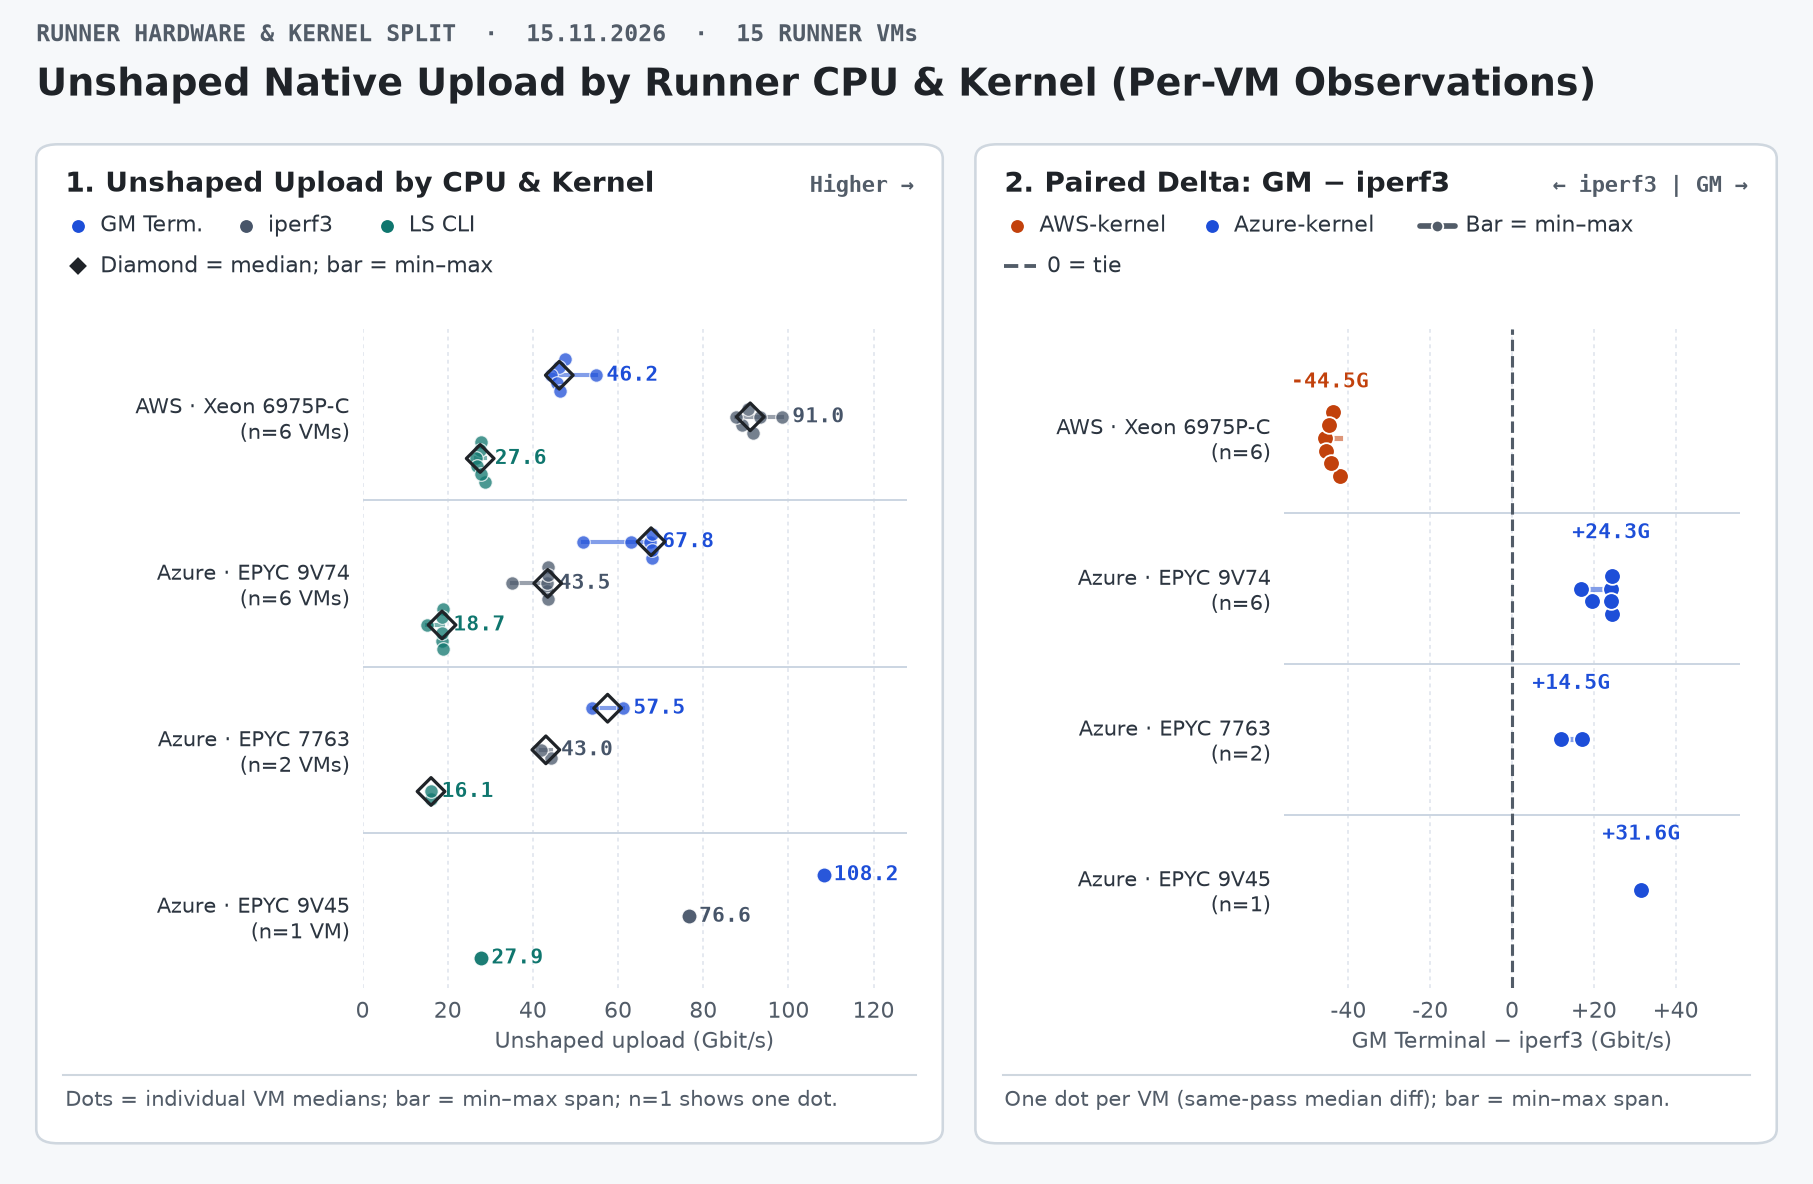 RUNNER HARDWARE & KERNEL SPLIT · 15.11.2026 · 15 RUNNER VMs
Unshaped Native Upload by Runner CPU & Kernel (Per-VM Observations)
1. Unshaped Upload by CPU & Kernel
Higher →
GM Term.
iperf3
LS CLI
Diamond = median; bar = min–max
46.2
AWS · Xeon 6975P-C
(n=6 VMs)
91.0
27.6
67.8
Azure · EPYC 9V74
(n=6 VMs)
43.5
18.7
57.5
Azure · EPYC 7763
(n=2 VMs)
43.0
16.1
108.2
Azure · EPYC 9V45
(n=1 VM)
76.6
27.9
0 20 40 60 80 100 120
Unshaped upload (Gbit/s)
Dots = individual VM medians; bar = min–max span; n=1 shows one dot.
2. Paired Delta: GM − iperf3
← iperf3 | GM →
AWS-kernel
Azure-kernel
Bar = min–max
0 = tie
-44.5G
AWS · Xeon 6975P-C
(n=6)
+24.3G
Azure · EPYC 9V74
(n=6)
+14.5G
Azure · EPYC 7763
(n=2)
+31.6G
Azure · EPYC 9V45
(n=1)
-40 -20 0 +20 +40
GM Terminal − iperf3 (Gbit/s)
One dot per VM (same-pass median diff); bar = min–max span.